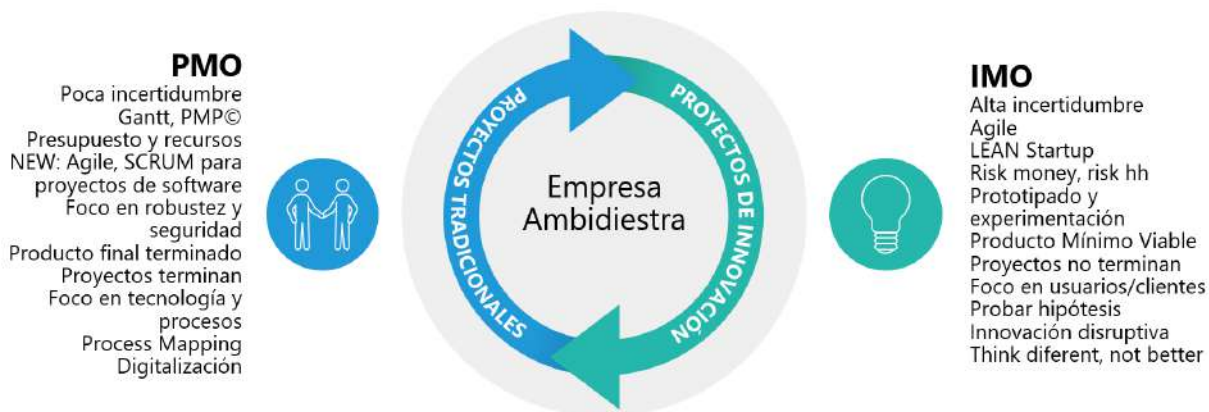 PMO
Poca incertidumbre
Gantt, PMP©
Presupuesto y recursos
NEW: Agile, SCRUM para
proyectos de software
Foco en robustez y
seguridad
Producto final terminado
Proyectos terminan
Foco en tecnología y
procesos
Process Mapping
Digitalización
PROYECTOS TRADICIONALES
Empresa
Ambidiestra
PROYECTOS DE INNOVACIÓN
IMO
Alta incertidumbre
Agile
LEAN Startup
Risk money, risk hh
Prototipado y
experimentación
Producto Mínimo Viable
Proyectos no terminan
Foco en usuarios/clientes
Probar hipótesis
Innovación disruptiva
Think diferent, not better